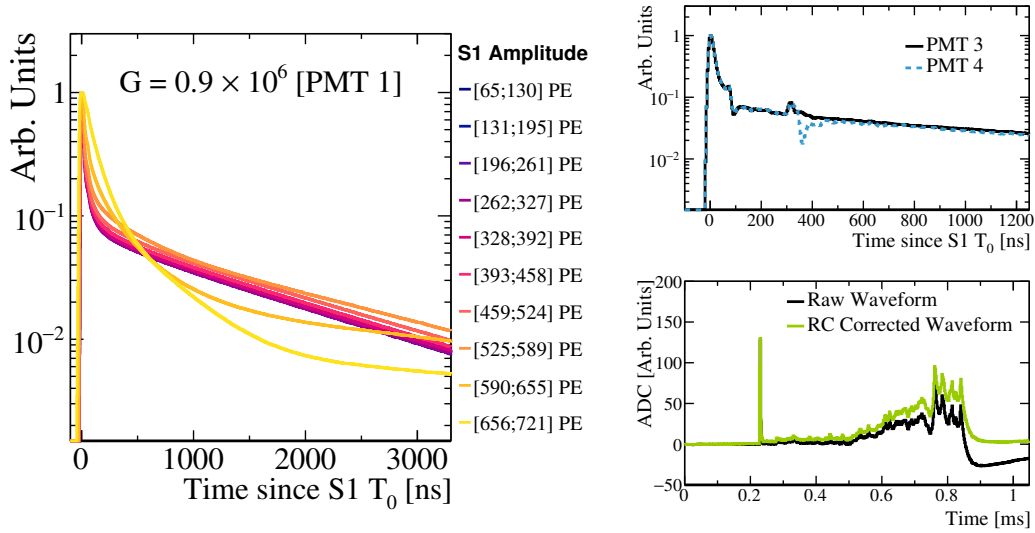 Arb. Units
1
10⁻¹
10⁻²
G = 0.9 × 10⁶ [PMT 1]
0 1000 2000 3000
Time since S1 T₀ [ns]
S1 Amplitude
[65;130] PE
[131;195] PE
[196;261] PE
[262;327] PE
[328;392] PE
[393;458] PE
[459;524] PE
[525;589] PE
[590;655] PE
[656;721] PE
Arb. Units
1
10⁻¹
10⁻²
PMT 3
PMT 4
0 200 400 600 800 1000 1200
Time since S1 T₀ [ns]
ADC [Arb. Units]
200
150
100
50
0
−50
Raw Waveform
RC Corrected Waveform
0 0.2 0.4 0.6 0.8 1
Time [ms]